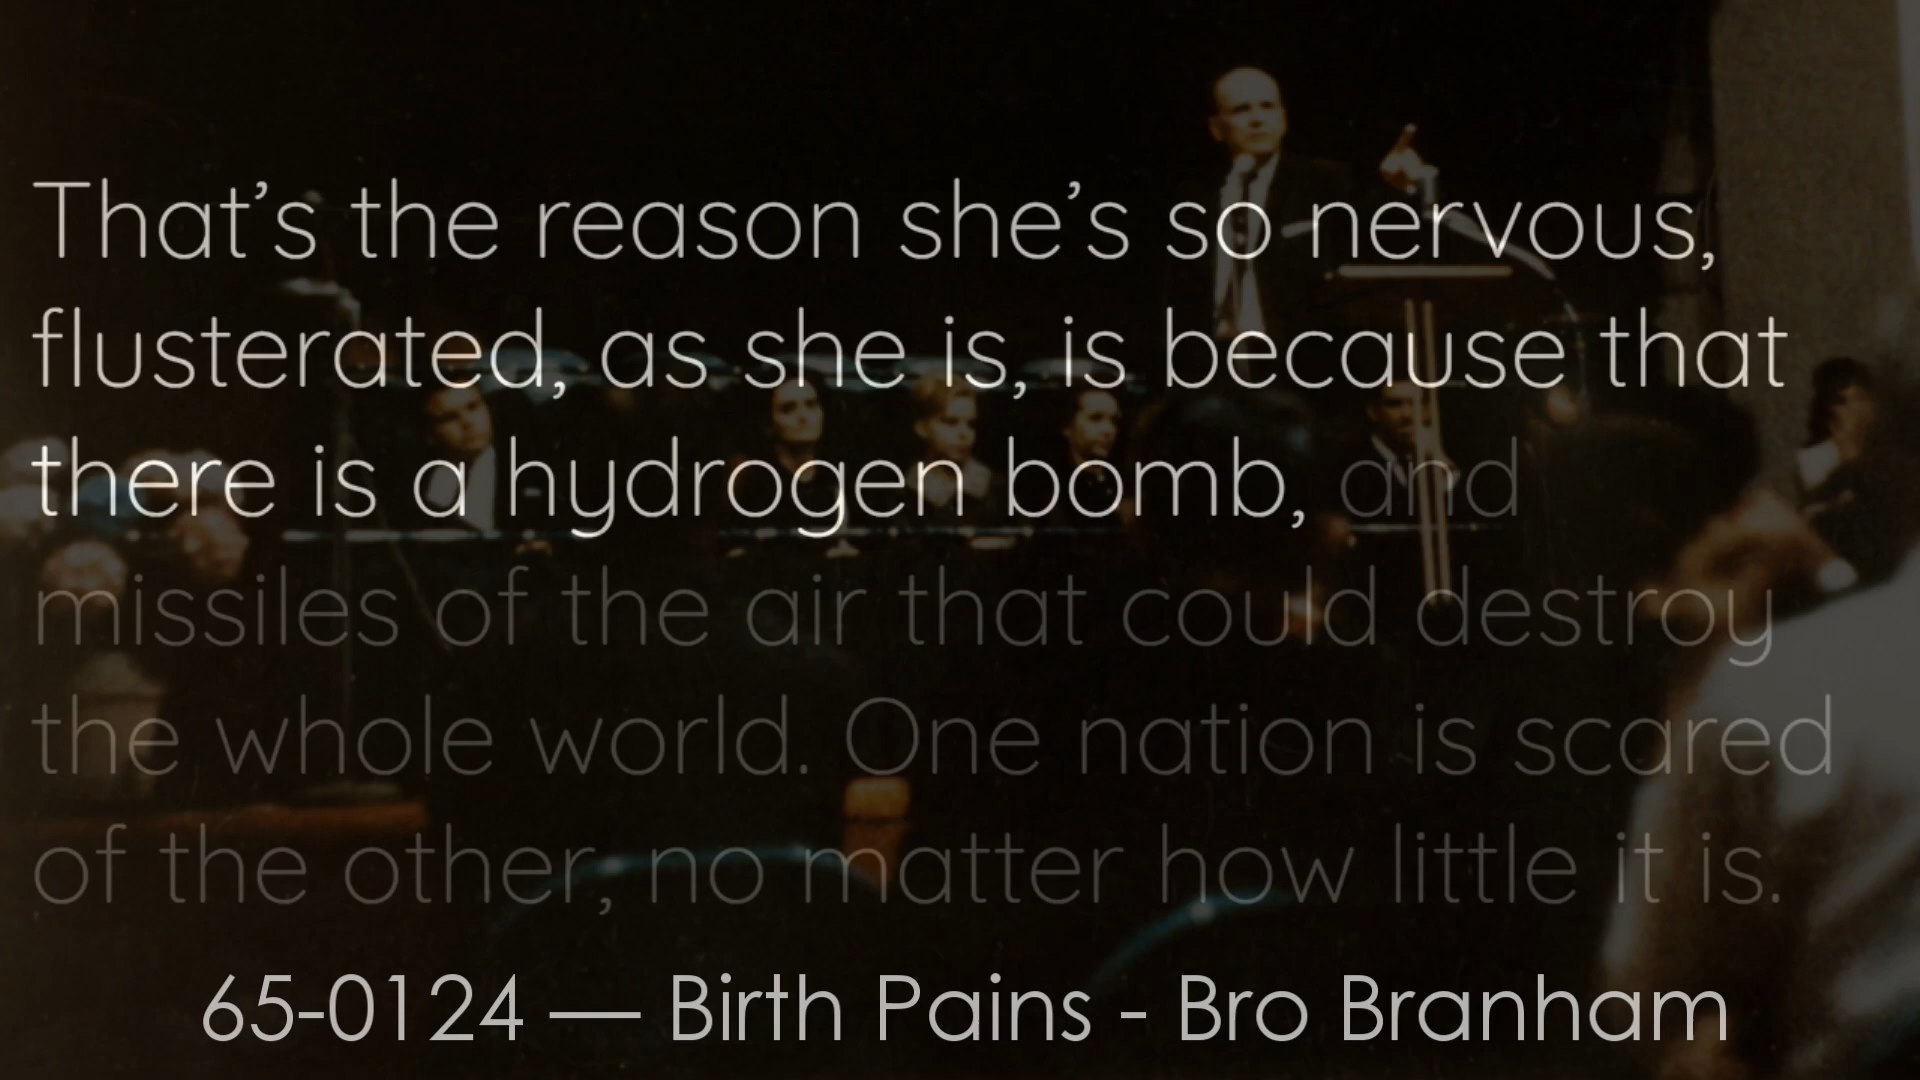 That’s the reason she’s so nervous,
flusterated, as she is, is because that
there is a hydrogen bomb, and
missiles of the air that could destroy
the whole world. One nation is scared
of the other, no matter how little it is.
65-0124 — Birth Pains - Bro Branham